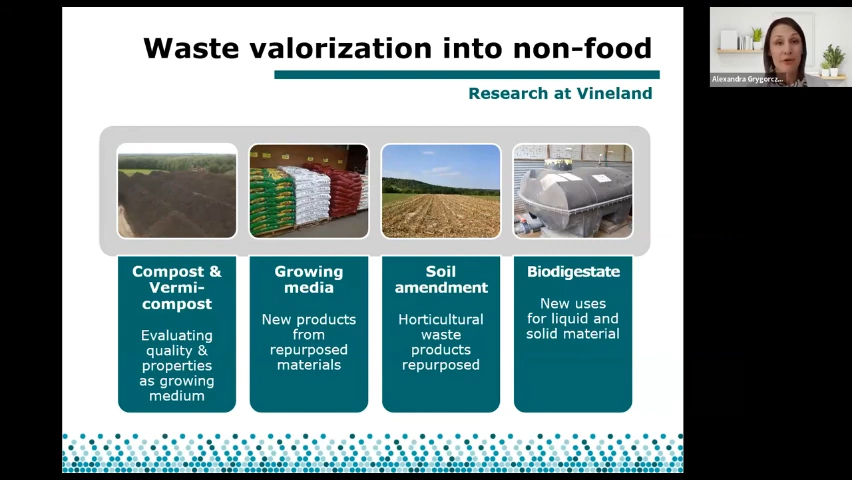 Waste valorization into non-food
Research at Vineland
Alexandra Grygorcz...
Compost &
Vermi-
compost
Evaluating
quality &
properties
as growing
medium
Growing
media
New products
from
repurposed
materials
Soil
amendment
Horticultural
waste
products
repurposed
Biodigestate
New uses
for liquid and
solid material